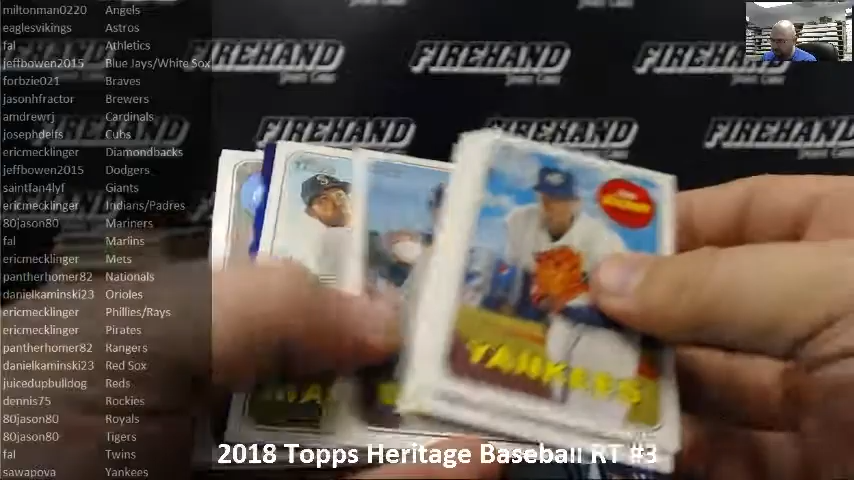 miltonman0220 Angels
eaglesvikings Astros
fal Athletics
jeffbowen2015 Blue Jays/White Sox
forbzie021 Braves
jasonhfractor Brewers
amdrewrj Cardinals
josephdelfs Cubs
ericmecklinger Diamondbacks
jeffbowen2015 Dodgers
saintfan4lyf Giants
ericmecklinger Indians/Padres
80jason80 Mariners
fal Marlins
ericmecklinger Mets
pantherhomer82 Nationals
danielkaminski23 Orioles
ericmecklinger Phillies/Rays
ericmecklinger Pirates
pantherhomer82 Rangers
danielkaminski23 Red Sox
juicedupbulldog Reds
dennis75 Rockies
80jason80 Royals
80jason80 Tigers
fal Twins
sawapova Yankees
FIREHAND FIREHAND FIREHAND
FIREHAND FIREHAND
YANKEES
2018 Topps Heritage Baseball RT #3